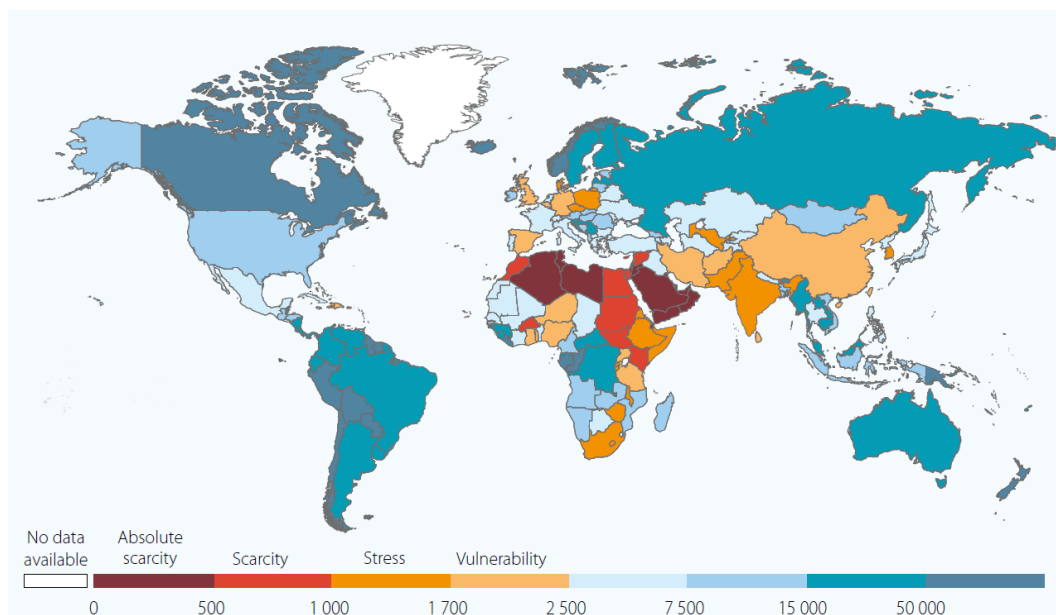 No data
available
Absolute
scarcity
Scarcity
Stress
Vulnerability
0
500
1 000
1 700
2 500
7 500
15 000
50 000